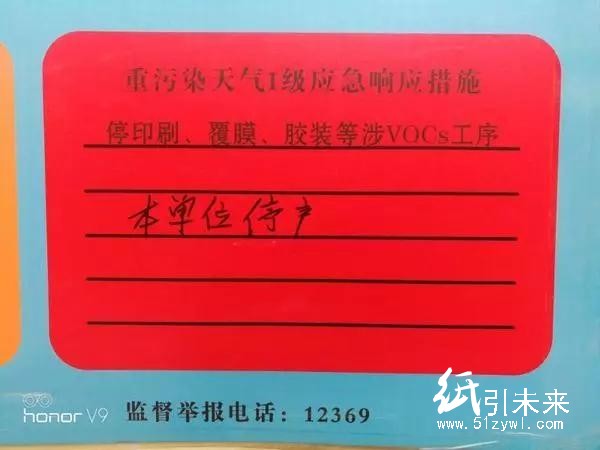 重污染天气I级应急响应措施
停印刷、覆膜、胶装等涉VOCs工序
本单位停产
监督举报电话：12369
honor V9
纸引未来
www.51zywl.com